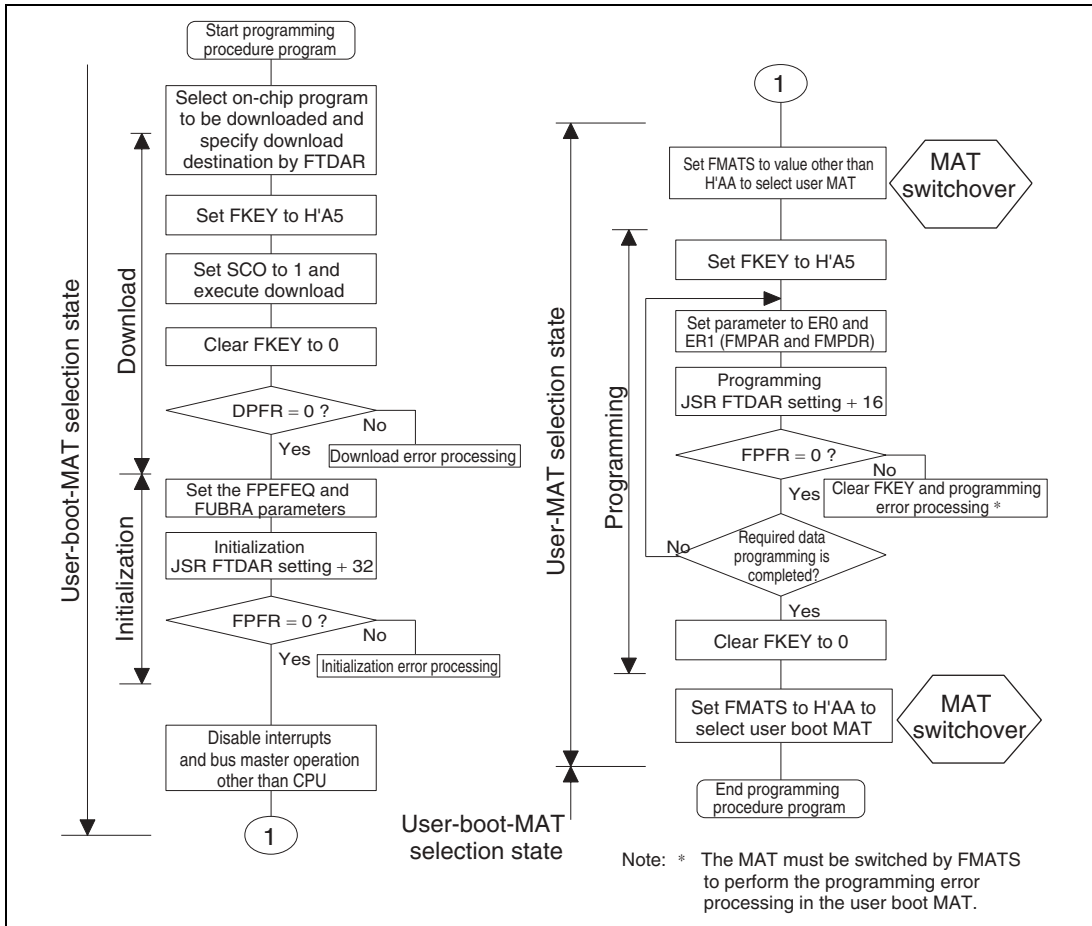 Start programming
procedure program
Select on-chip program
to be downloaded and
specify download
destination by FTDAR
Set FKEY to H'A5
Set SCO to 1 and
execute download
Clear FKEY to 0
DPFR = 0 ?
No
Yes
Download error processing
Set the FPEFEQ and
FUBRA parameters
Initialization
JSR FTDAR setting + 32
FPFR = 0 ?
No
Yes
Initialization error processing
Disable interrupts
and bus master operation
other than CPU
1
User-boot-MAT selection state
Download
Initialization
1
Set FMATS to value other than
H'AA to select user MAT
MAT
switchover
Set FKEY to H'A5
Set parameter to ER0 and
ER1 (FMPAR and FMPDR)
Programming
JSR FTDAR setting + 16
FPFR = 0 ?
No
Yes
Clear FKEY and programming
error processing *
Required data
programming is
completed?
No
Yes
Clear FKEY to 0
Set FMATS to H'AA to
select user boot MAT
MAT
switchover
End programming
procedure program
User-MAT selection state
Programming
User-boot-MAT
selection state
Note: * The MAT must be switched by FMATS
to perform the programming error
processing in the user boot MAT.